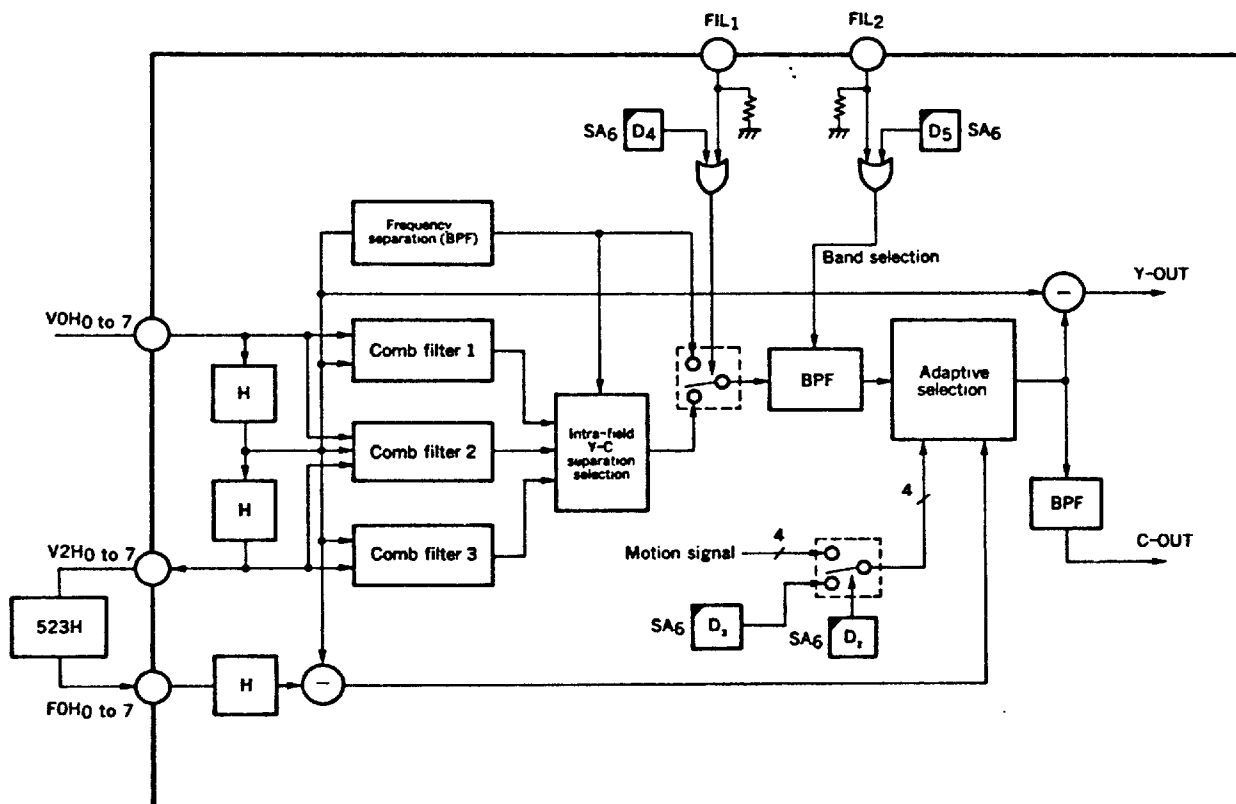 FIL1
FIL2
SA6
D4
D5
SA6
Frequency
separation (BPF)
Band selection
Y-OUT
V0H0 to 7
Comb filter 1
H
BPF
Adaptive
selection
Comb filter 2
Intra-field
Y-C
separation
selection
H
4
BPF
V2H0 to 7
Comb filter 3
Motion signal
4
C-OUT
523H
SA6
D3
SA6
D2
F0H0 to 7
H